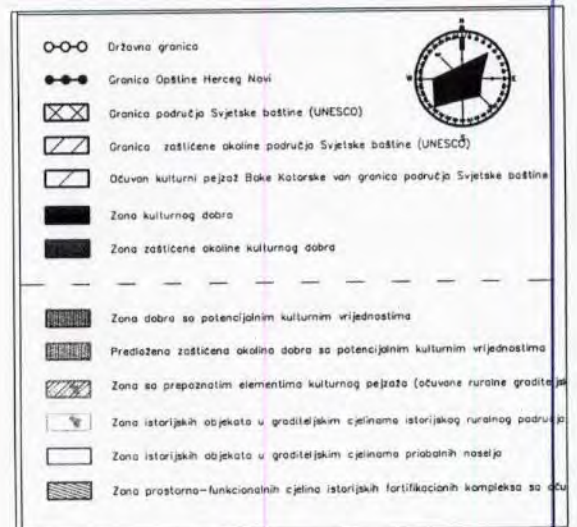 N
W
E
S
Državna granica
Granica Opštine Herceg Novi
Granica područja Svjetske baštine (UNESCO)
Granica zaštićene okoline područja Svjetske baštine (UNESCO)
Očuvan kulturni pejzaž Boke Kotorske van granica područja Svjetske baštine
Zona kulturnog dobra
Zona zaštićene okoline kulturnog dobra
Zona dobra sa potencijalnim kulturnim vrijednostima
Predložena zaštićena okolina dobra sa potencijalnim kulturnim vrijednostima
Zona sa prepoznatim elementima kulturnog pejzaža (očuvane ruralne graditeljsk
Zona istorijskih objekata u graditeljskim cjelinama istorijskog ruralnog područja
Zona istorijskih objekata u graditeljskim cjelinama priobalnih naselja
Zona prostorno-funkcionalnih cjelina istorijskih fortifikacionih kompleksa sa oču